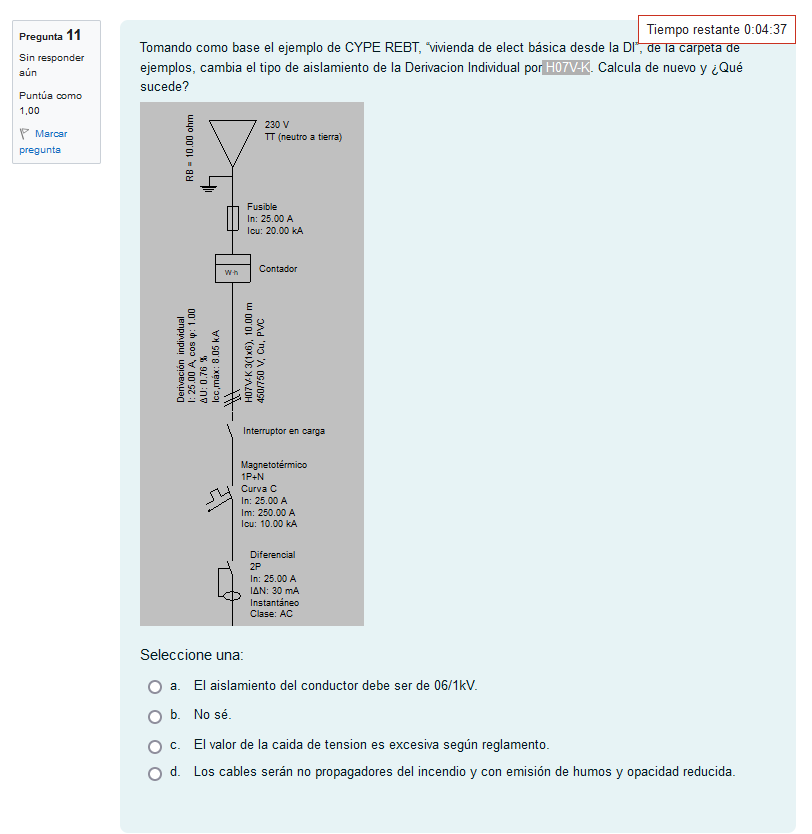 Tiempo restante 0:04:37
Pregunta 11
Sin responder
aún
Puntúa como
1,00
Marcar
pregunta
Tomando como base el ejemplo de CYPE REBT, “vivienda de elect básica desde la DI”, de la carpeta de
ejemplos, cambia el tipo de aislamiento de la Derivacion Individual por H07V-K. Calcula de nuevo y ¿Qué
sucede?
RB = 10.00 ohm
230 V
TT (neutro a tierra)
Fusible
In: 25.00 A
Icu: 20.00 kA
W·h
Contador
Derivación individual
I: 25.00 A, cos φ: 1.00
ΔU: 0.76 %
Icc,máx: 8.05 kA
H07V-K 3(1x6), 10.00 m
450/750 V, Cu, PVC
Interruptor en carga
Magnetotérmico
1P+N
Curva C
In: 25.00 A
Im: 250.00 A
Icu: 10.00 kA
Diferencial
2P
In: 25.00 A
IΔN: 30 mA
Instantáneo
Clase: AC
Seleccione una:
a. El aislamiento del conductor debe ser de 06/1kV.
b. No sé.
c. El valor de la caida de tension es excesiva según reglamento.
d. Los cables serán no propagadores del incendio y con emisión de humos y opacidad reducida.